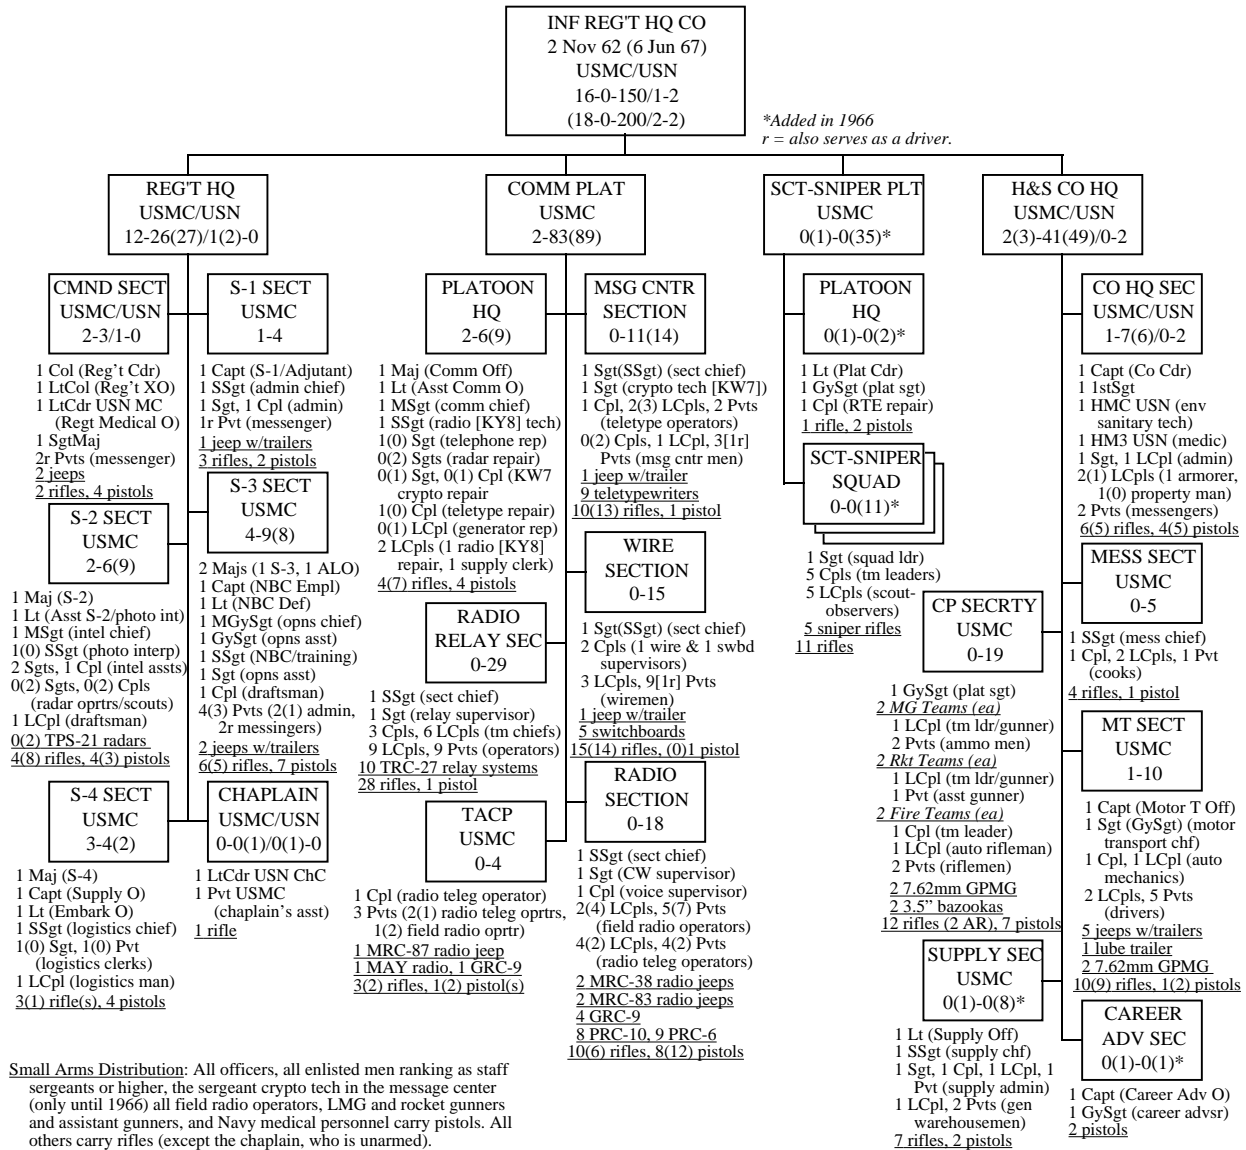 INF REG'T HQ CO
2 Nov 62 (6 Jun 67)
USMC/USN
16-0-150/1-2
(18-0-200/2-2)
*Added in 1966
r = also serves as a driver.
REG'T HQ
USMC/USN
12-26(27)/1(2)-0
COMM PLAT
USMC
2-83(89)
SCT-SNIPER PLT
USMC
0(1)-0(35)*
H&S CO HQ
USMC/USN
2(3)-41(49)/0-2
CMND SECT
USMC/USN
2-3/1-0
1 Col (Reg't Cdr)
1 LtCol (Reg't XO)
1 LtCdr USN MC
(Regt Medical O)
1 SgtMaj
2r Pvts (messenger)
2 jeeps
2 rifles, 4 pistols
S-1 SECT
USMC
1-4
1 Capt (S-1/Adjutant)
1 SSgt (admin chief)
1 Sgt, 1 Cpl (admin)
1r Pvt (messenger)
1 jeep w/trailers
3 rifles, 2 pistols
S-2 SECT
USMC
2-6(9)
1 Maj (S-2)
1 Lt (Asst S-2/photo int)
1 MSgt (intel chief)
1(0) SSgt (photo interp)
2 Sgts, 1 Cpl (intel assts)
0(2) Sgts, 0(2) Cpls
(radar oprtrs/scouts)
1 LCpl (draftsman)
0(2) TPS-21 radars
4(8) rifles, 4(3) pistols
S-3 SECT
USMC
4-9(8)
2 Majs (1 S-3, 1 ALO)
1 Capt (NBC Empl)
1 Lt (NBC Def)
1 MGySgt (opns chief)
1 GySgt (opns asst)
1 SSgt (NBC/training)
1 Sgt (opns asst)
1 Cpl (draftsman)
4(3) Pvts (2(1) admin,
2r messingers)
2 jeeps w/trailers
6(5) rifles, 7 pistols
S-4 SECT
USMC
3-4(2)
1 Maj (S-4)
1 Capt (Supply O)
1 Lt (Embark O)
1 SSgt (logistics chief)
1(0) Sgt, 1(0) Pvt
(logistics clerks)
1 LCpl (logistics man)
3(1) rifle(s), 4 pistols
CHAPLAIN
USMC/USN
0-0(1)/0(1)-0
1 LtCdr USN ChC
1 Pvt USMC
(chaplain's asst)
1 rifle
PLATOON
HQ
2-6(9)
1 Maj (Comm Off)
1 Lt (Asst Comm O)
1 MSgt (comm chief)
1 SSgt (radio [KY8] tech)
1(0) Sgt (telephone rep)
0(2) Sgts (radar repair)
0(1) Sgt, 0(1) Cpl (KW7
crypto repair
1(0) Cpl (teletype repair)
0(1) LCpl (generator rep)
2 LCpls (1 radio [KY8]
repair, 1 supply clerk)
4(7) rifles, 4 pistols
MSG CNTR
SECTION
0-11(14)
1 Sgt(SSgt) (sect chief)
1 Sgt (crypto tech [KW7])
1 Cpl, 2(3) LCpls, 2 Pvts
(teletype operators)
0(2) Cpls, 1 LCpl, 3[1r]
Pvts (msg cntr men)
1 jeep w/trailer
9 teletypewriters
10(13) rifles, 1 pistol
WIRE
SECTION
0-15
1 Sgt(SSgt) (sect chief)
2 Cpls (1 wire & 1 swbd
supervisors)
3 LCpls, 9[1r] Pvts
(wiremen)
1 jeep w/trailer
5 switchboards
15(14) rifles, (0)1 pistol
RADIO
RELAY SEC
0-29
1 SSgt (sect chief)
1 Sgt (relay supervisor)
3 Cpls, 6 LCpls (tm chiefs)
9 LCpls, 9 Pvts (operators)
10 TRC-27 relay systems
28 rifles, 1 pistol
TACP
USMC
0-4
1 Cpl (radio teleg operator)
3 Pvts (2(1) radio teleg oprtrs,
1(2) field radio oprtr)
1 MRC-87 radio jeep
1 MAY radio, 1 GRC-9
3(2) rifles, 1(2) pistol(s)
RADIO
SECTION
0-18
1 SSgt (sect chief)
1 Sgt (CW supervisor)
1 Cpl (voice supervisor)
2(4) LCpls, 5(7) Pvts
(field radio operators)
4(2) LCpls, 4(2) Pvts
(radio teleg operators)
2 MRC-38 radio jeeps
2 MRC-83 radio jeeps
4 GRC-9
8 PRC-10, 9 PRC-6
10(6) rifles, 8(12) pistols
PLATOON
HQ
0(1)-0(2)*
1 Lt (Plat Cdr)
1 GySgt (plat sgt)
1 Cpl (RTE repair)
1 rifle, 2 pistols
SCT-SNIPER
SQUAD
0-0(11)*
1 Sgt (squad ldr)
5 Cpls (tm leaders)
5 LCpls (scout-
observers)
5 sniper rifles
11 rifles
CO HQ SEC
USMC/USN
1-7(6)/0-2
1 Capt (Co Cdr)
1 1stSgt
1 HMC USN (env
sanitary tech)
1 HM3 USN (medic)
1 Sgt, 1 LCpl (admin)
2(1) LCpls (1 armorer,
1(0) property man)
2 Pvts (messengers)
6(5) rifles, 4(5) pistols
MESS SECT
USMC
0-5
1 SSgt (mess chief)
1 Cpl, 2 LCpls, 1 Pvt
(cooks)
4 rifles, 1 pistol
CP SECRTY
USMC
0-19
1 GySgt (plat sgt)
2 MG Teams (ea)
1 LCpl (tm ldr/gunner)
2 Pvts (ammo men)
2 Rkt Teams (ea)
1 LCpl (tm ldr/gunner)
1 Pvt (asst gunner)
2 Fire Teams (ea)
1 Cpl (tm leader)
1 LCpl (auto rifleman)
2 Pvts (riflemen)
2 7.62mm GPMG
2 3.5” bazookas
12 rifles (2 AR), 7 pistols
MT SECT
USMC
1-10
1 Capt (Motor T Off)
1 Sgt (GySgt) (motor
transport chf)
1 Cpl, 1 LCpl (auto
mechanics)
2 LCpls, 5 Pvts
(drivers)
5 jeeps w/trailers
1 lube trailer
2 7.62mm GPMG
10(9) rifles, 1(2) pistols
SUPPLY SEC
USMC
0(1)-0(8)*
1 Lt (Supply Off)
1 SSgt (supply chf)
1 Sgt, 1 Cpl, 1 LCpl, 1
Pvt (supply admin)
1 LCpl, 2 Pvts (gen
warehousemen)
7 rifles, 2 pistols
CAREER
ADV SEC
0(1)-0(1)*
1 Capt (Career Adv O)
1 GySgt (career advsr)
2 pistols
Small Arms Distribution: All officers, all enlisted men ranking as staff
sergeants or higher, the sergeant crypto tech in the message center
(only until 1966) all field radio operators, LMG and rocket gunners
and assistant gunners, and Navy medical personnel carry pistols. All
others carry rifles (except the chaplain, who is unarmed).